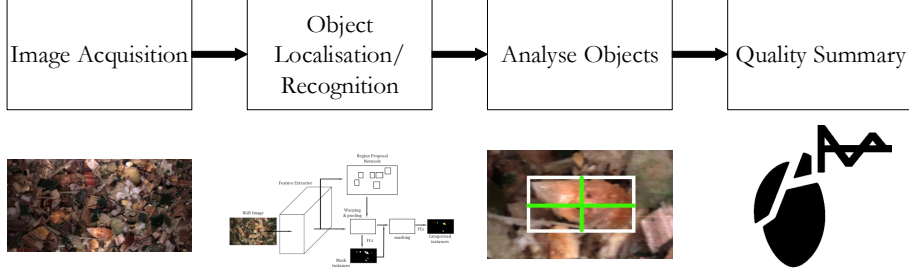 Image Acquisition
Object
Localisation/
Recognition
Analyse Objects
Quality Summary
Region Proposal
Network
Feature Extractor
RGB Image
Warping
& pooling
FCs
masking
FCs
Categorised
instances
Mask
instances